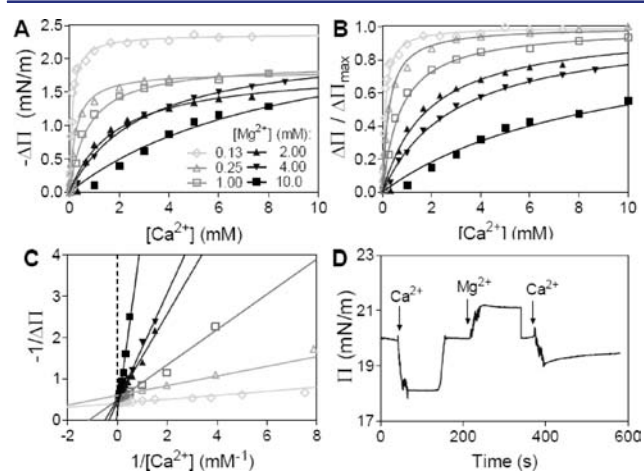 A
B
2.5
2.0
1.5
1.0
0.5
0.0
-ΔΠ (mN/m)
[Mg²⁺] (mM):
0.13 2.00
0.25 4.00
1.00 10.0
0 2 4 6 8 10
[Ca²⁺] (mM)
1.0
0.8
0.6
0.4
0.2
0.0
ΔΠ / ΔΠmax
0 2 4 6 8 10
[Ca²⁺] (mM)
C
D
4
3
2
1
0
-1/ΔΠ
-2 0 2 4 6 8
1/[Ca²⁺] (mM⁻¹)
23
21
19
17
Π (mN/m)
Ca²⁺
Mg²⁺
Ca²⁺
0 200 400 600
Time (s)